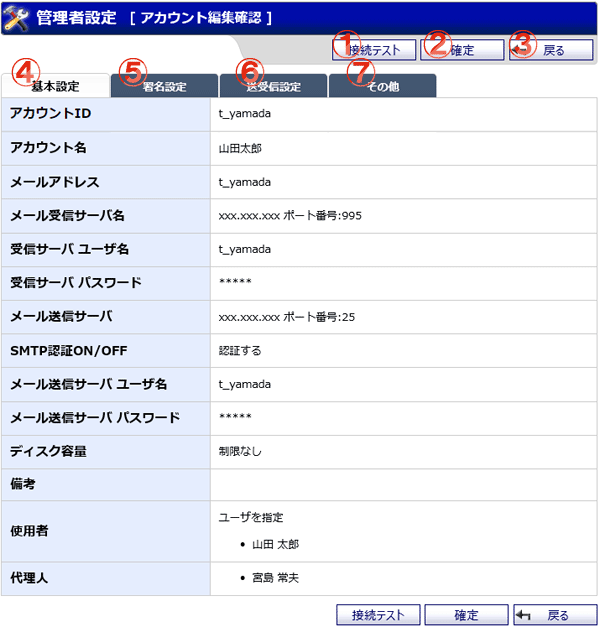 管理者設定 [ アカウント編集確認 ]
①接続テスト ②確定 ③戻る
④基本設定 ⑤署名設定 ⑥送受信設定 ⑦その他
アカウントID t_yamada
アカウント名 山田太郎
メールアドレス t_yamada
メール受信サーバ名 xxx.xxx.xxx ポート番号:995
受信サーバ ユーザ名 t_yamada
受信サーバ パスワード *****
メール送信サーバ xxx.xxx.xxx ポート番号:25
SMTP認証ON/OFF 認証する
メール送信サーバ ユーザ名 t_yamada
メール送信サーバ パスワード *****
ディスク容量 制限なし
備考
使用者 ユーザを指定
• 山田 太郎
代理人 • 宮島 常夫
接続テスト 確定 戻る